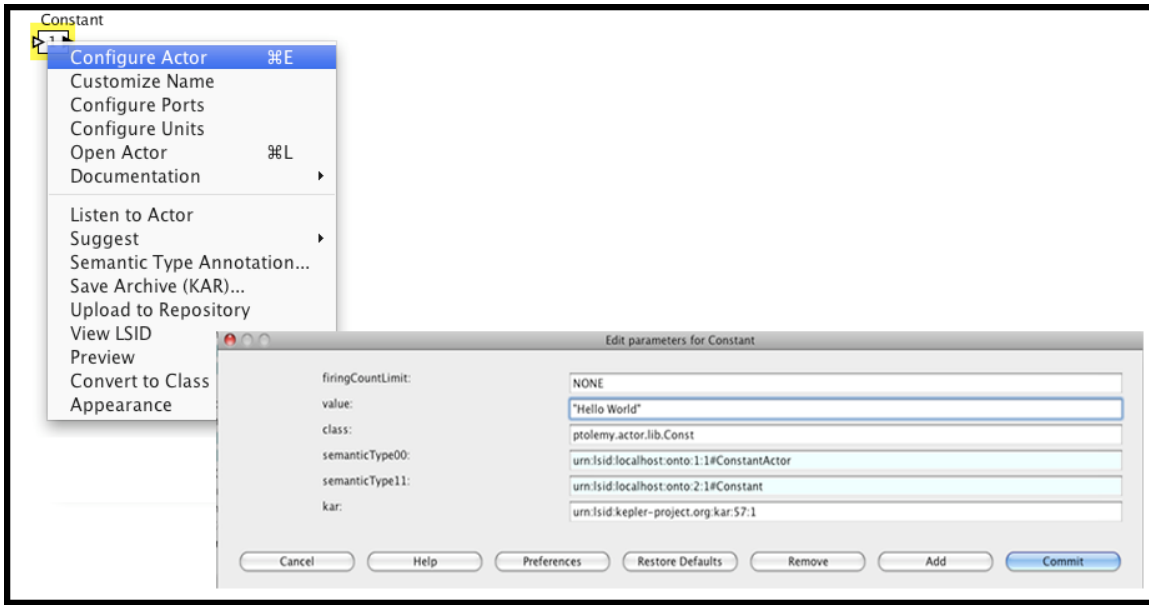 Constant
1
Configure Actor ⌘E
Customize Name
Configure Ports
Configure Units
Open Actor ⌘L
Documentation
Listen to Actor
Suggest
Semantic Type Annotation...
Save Archive (KAR)...
Upload to Repository
View LSID
Preview
Convert to Class
Appearance
Edit parameters for Constant
firingCountLimit: NONE
value: "Hello World"
class: ptolemy.actor.lib.Const
semanticType00: urn:lsid:localhost:onto:1:1#ConstantActor
semanticType11: urn:lsid:localhost:onto:2:1#Constant
kar: urn:lsid:kepler-project.org:kar:57:1
Cancel Help Preferences Restore Defaults Remove Add Commit